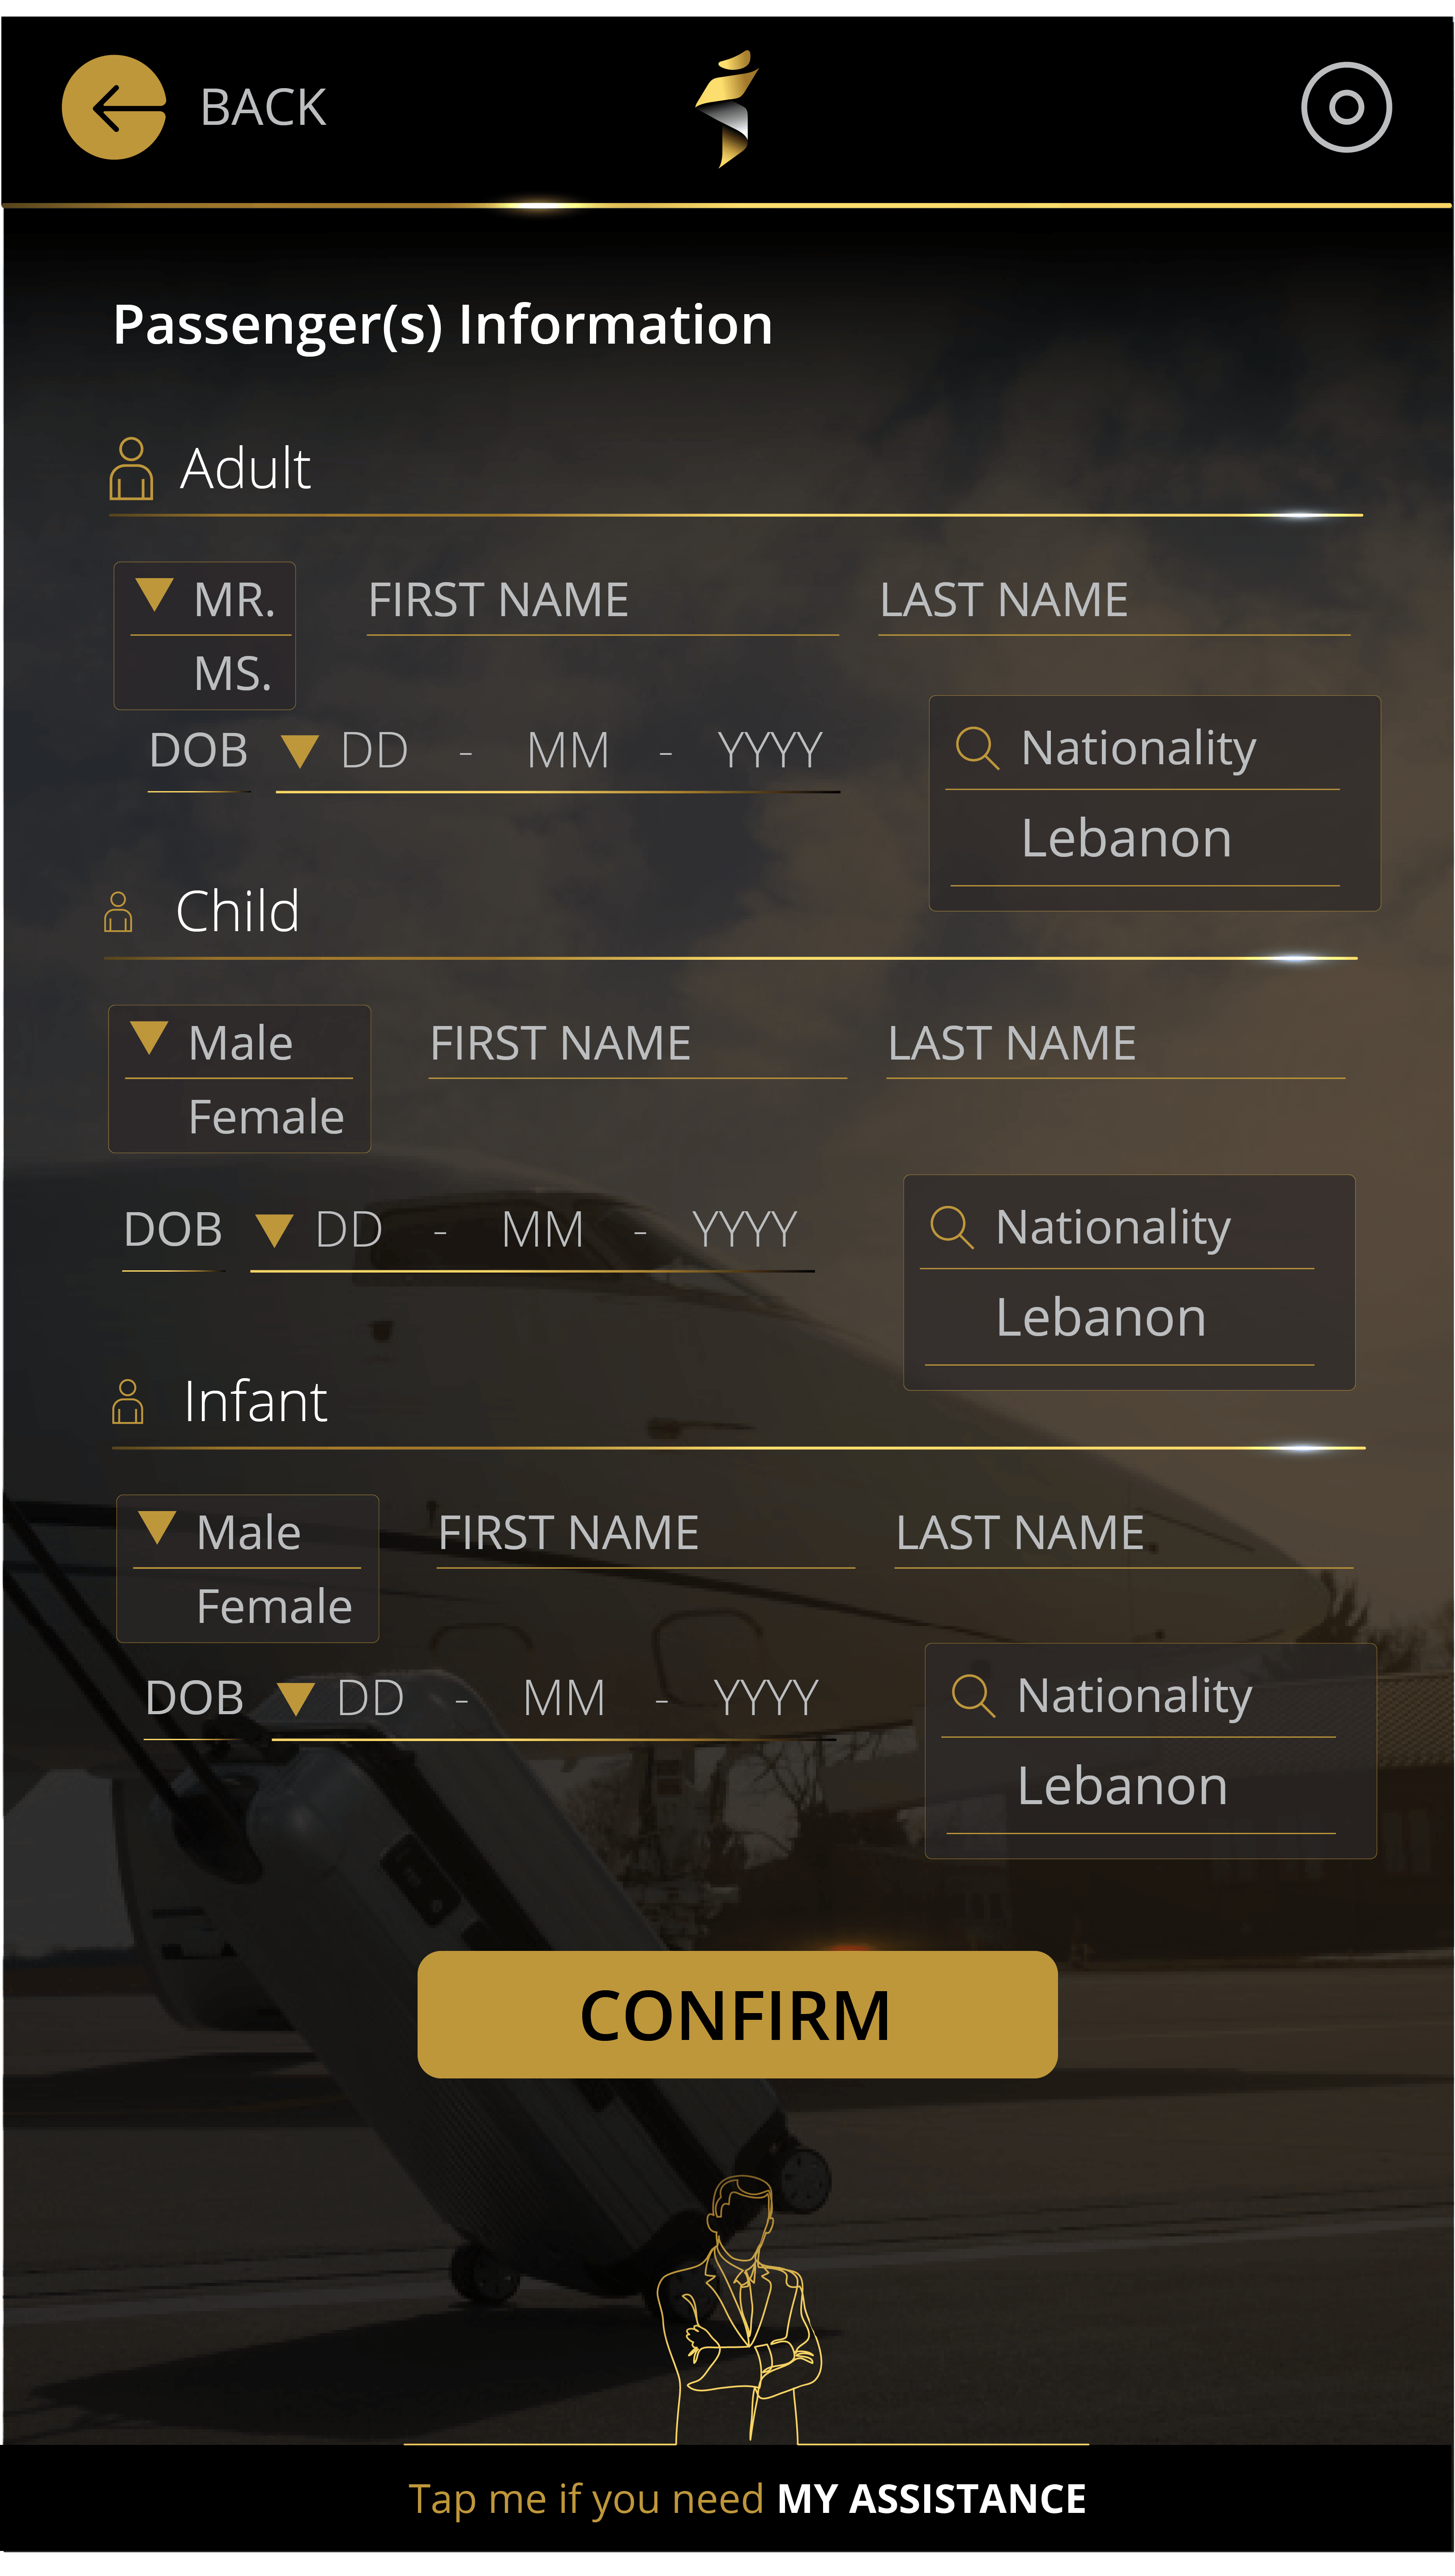 BACK
Passenger(s) Information
Adult
MR. FIRST NAME LAST NAME
MS.
DOB DD - MM - YYYY Nationality
Lebanon
Child
Male FIRST NAME LAST NAME
Female
DOB DD - MM - YYYY Nationality
Lebanon
Infant
Male FIRST NAME LAST NAME
Female
DOB DD - MM - YYYY Nationality
Lebanon
CONFIRM
Tap me if you need MY ASSISTANCE